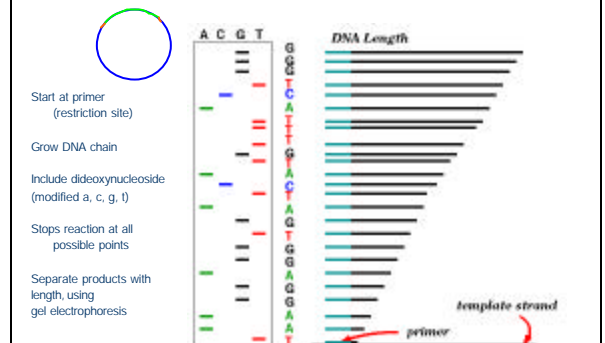 A C G T
DNA Length
Start at primer
(restriction site)
Grow DNA chain
Include dideoxynucleoside
(modified a, c, g, t)
Stops reaction at all
possible points
Separate products with
length, using
gel electrophoresis
G
G
G
T
C
A
T
T
T
G
T
A
C
T
A
G
T
G
G
A
G
G
A
A
T
template strand
primer